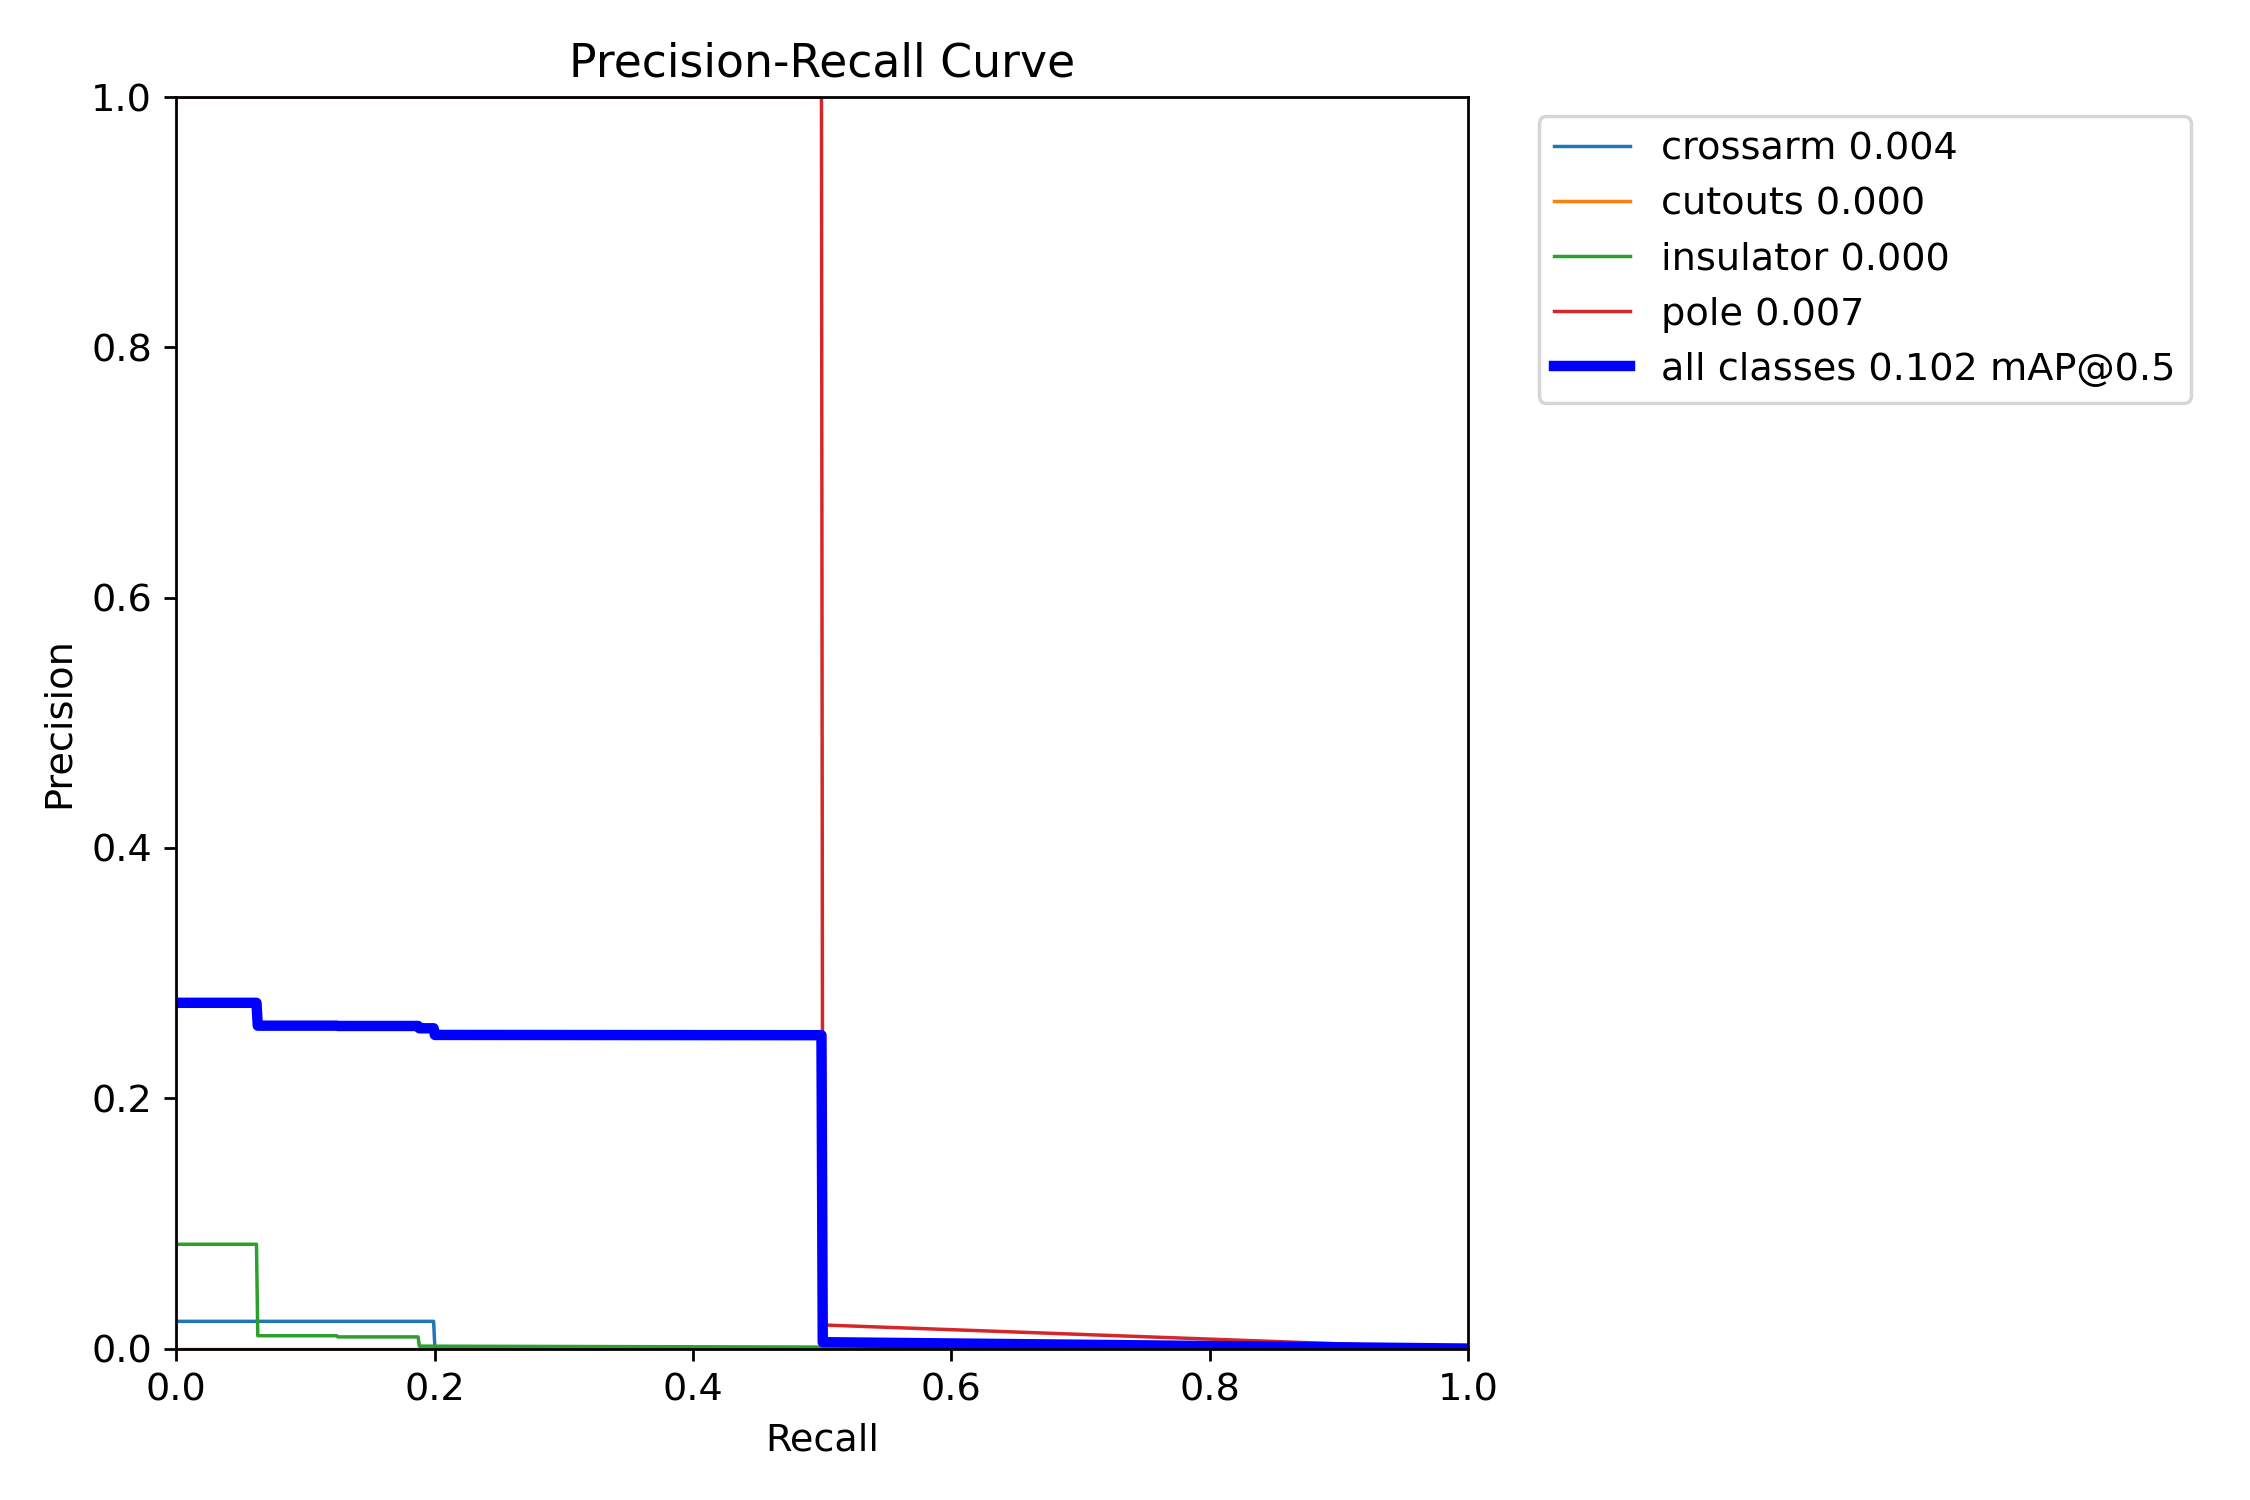 Precision-Recall Curve
1.0
0.8
0.6
0.4
0.2
0.0
Precision
0.0 0.2 0.4 0.6 0.8 1.0
Recall
crossarm 0.004
cutouts 0.000
insulator 0.000
pole 0.007
all classes 0.102 mAP@0.5